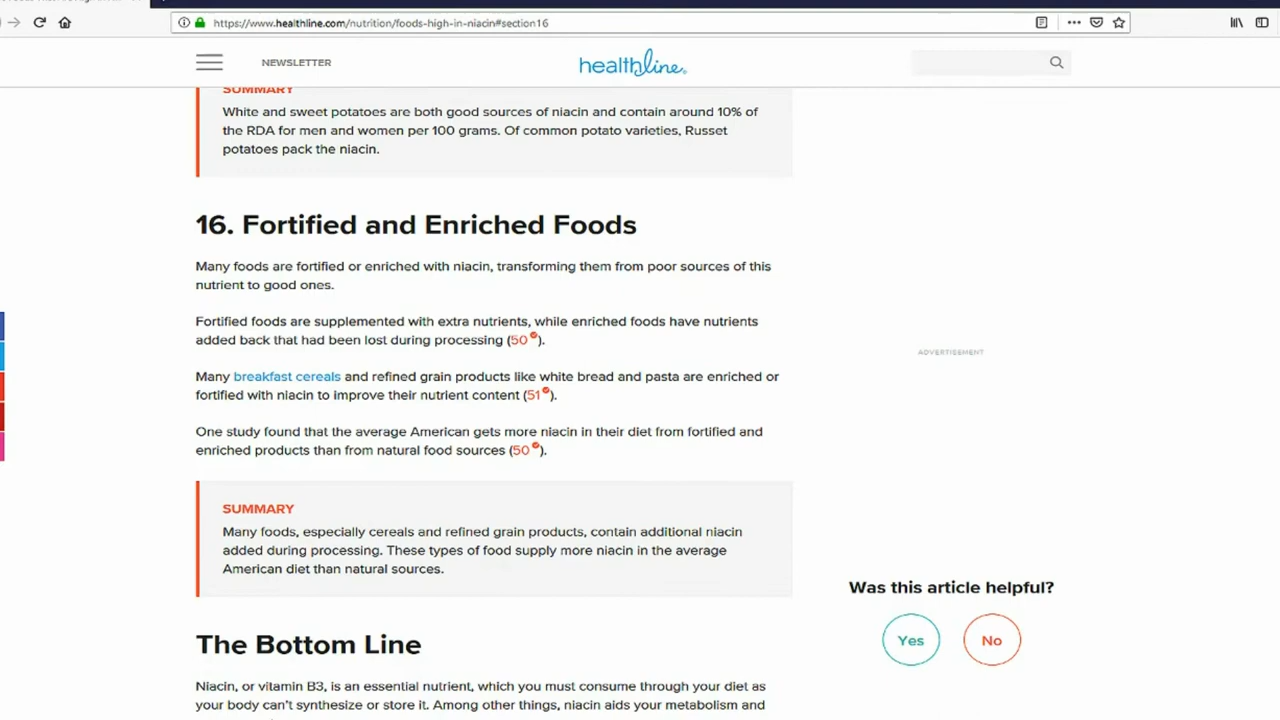 https://www.healthline.com/nutrition/foods-high-in-niacin#section16
NEWSLETTER
healthline
SUMMARY
White and sweet potatoes are both good sources of niacin and contain around 10% of
the RDA for men and women per 100 grams. Of common potato varieties, Russet
potatoes pack the niacin.
16. Fortified and Enriched Foods
Many foods are fortified or enriched with niacin, transforming them from poor sources of this
nutrient to good ones.
Fortified foods are supplemented with extra nutrients, while enriched foods have nutrients
added back that had been lost during processing (50).
Many breakfast cereals and refined grain products like white bread and pasta are enriched or
fortified with niacin to improve their nutrient content (51).
One study found that the average American gets more niacin in their diet from fortified and
enriched products than from natural food sources (50).
SUMMARY
Many foods, especially cereals and refined grain products, contain additional niacin
added during processing. These types of food supply more niacin in the average
American diet than natural sources.
The Bottom Line
Niacin, or vitamin B3, is an essential nutrient, which you must consume through your diet as
your body can't synthesize or store it. Among other things, niacin aids your metabolism and
ADVERTISEMENT
Was this article helpful?
Yes
No